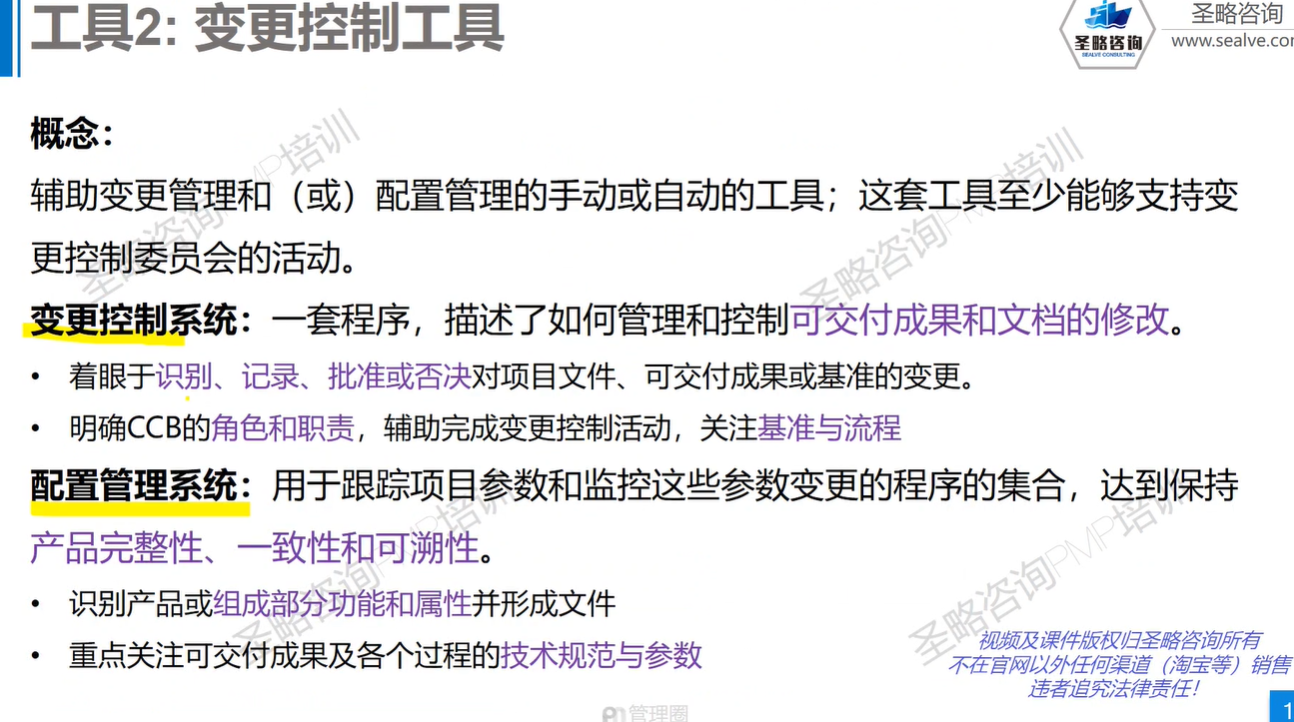 工具2: 变更控制工具
圣略咨询
www.sealve.co
圣略咨询
SEALVE CONSULTING
概念：
辅助变更管理和（或）配置管理的手动或自动的工具；这套工具至少能够支持变
更控制委员会的活动。
变更控制系统：一套程序，描述了如何管理和控制可交付成果和文档的修改。
• 着眼于识别、记录、批准或否决对项目文件、可交付成果或基准的变更。
• 明确CCB的角色和职责，辅助完成变更控制活动，关注基准与流程
配置管理系统：用于跟踪项目参数和监控这些参数变更的程序的集合，达到保持
产品完整性、一致性和可溯性。
• 识别产品或组成部分功能和属性并形成文件
• 重点关注可交付成果及各个过程的技术规范与参数
圣略咨询PMP培训
圣略咨询PMP培训
圣略咨询PMP培训
圣略咨询PMP培训
视频及课件版权归圣略咨询所有
不在官网以外任何渠道（淘宝等）销售
违者追究法律责任！
管理圈
1